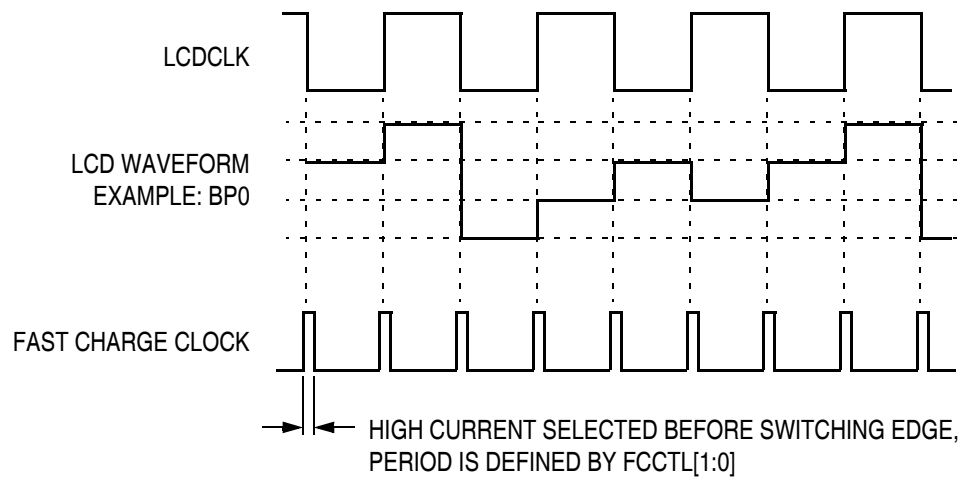 LCDCLK
LCD WAVEFORM
EXAMPLE: BP0
FAST CHARGE CLOCK
HIGH CURRENT SELECTED BEFORE SWITCHING EDGE,
PERIOD IS DEFINED BY FCCTL[1:0]